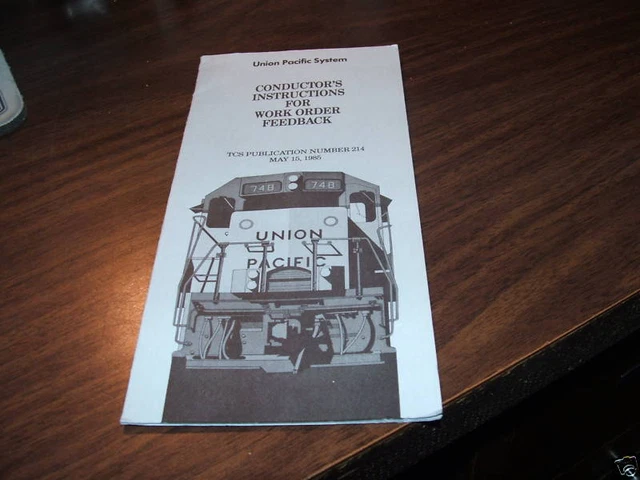 Union Pacific System
CONDUCTOR'S
INSTRUCTIONS
FOR
WORK ORDER
FEEDBACK
TCS PUBLICATION NUMBER 214
MAY 15, 1985
748 748
UNION
PACIFIC